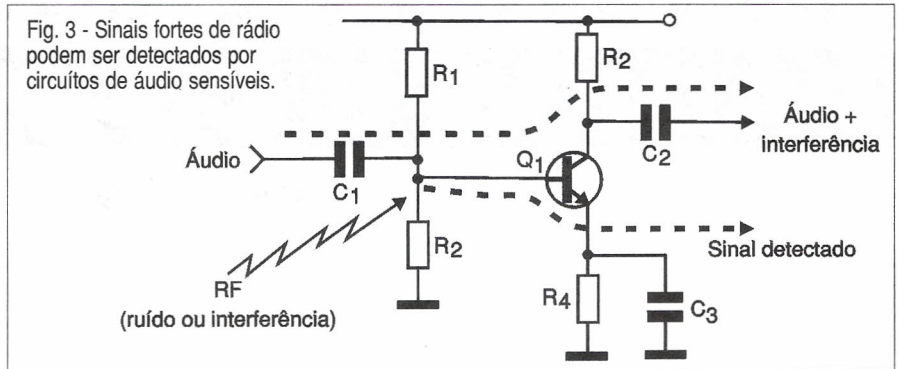 Fig. 3 - Sinais fortes de rádio
podem ser detectados por
circuítos de áudio sensíveis.
R1
R2
Áudio +
interferência
Áudio
C1
Q1
C2
R2
Sinal detectado
RF
(ruído ou interferência)
R4
C3